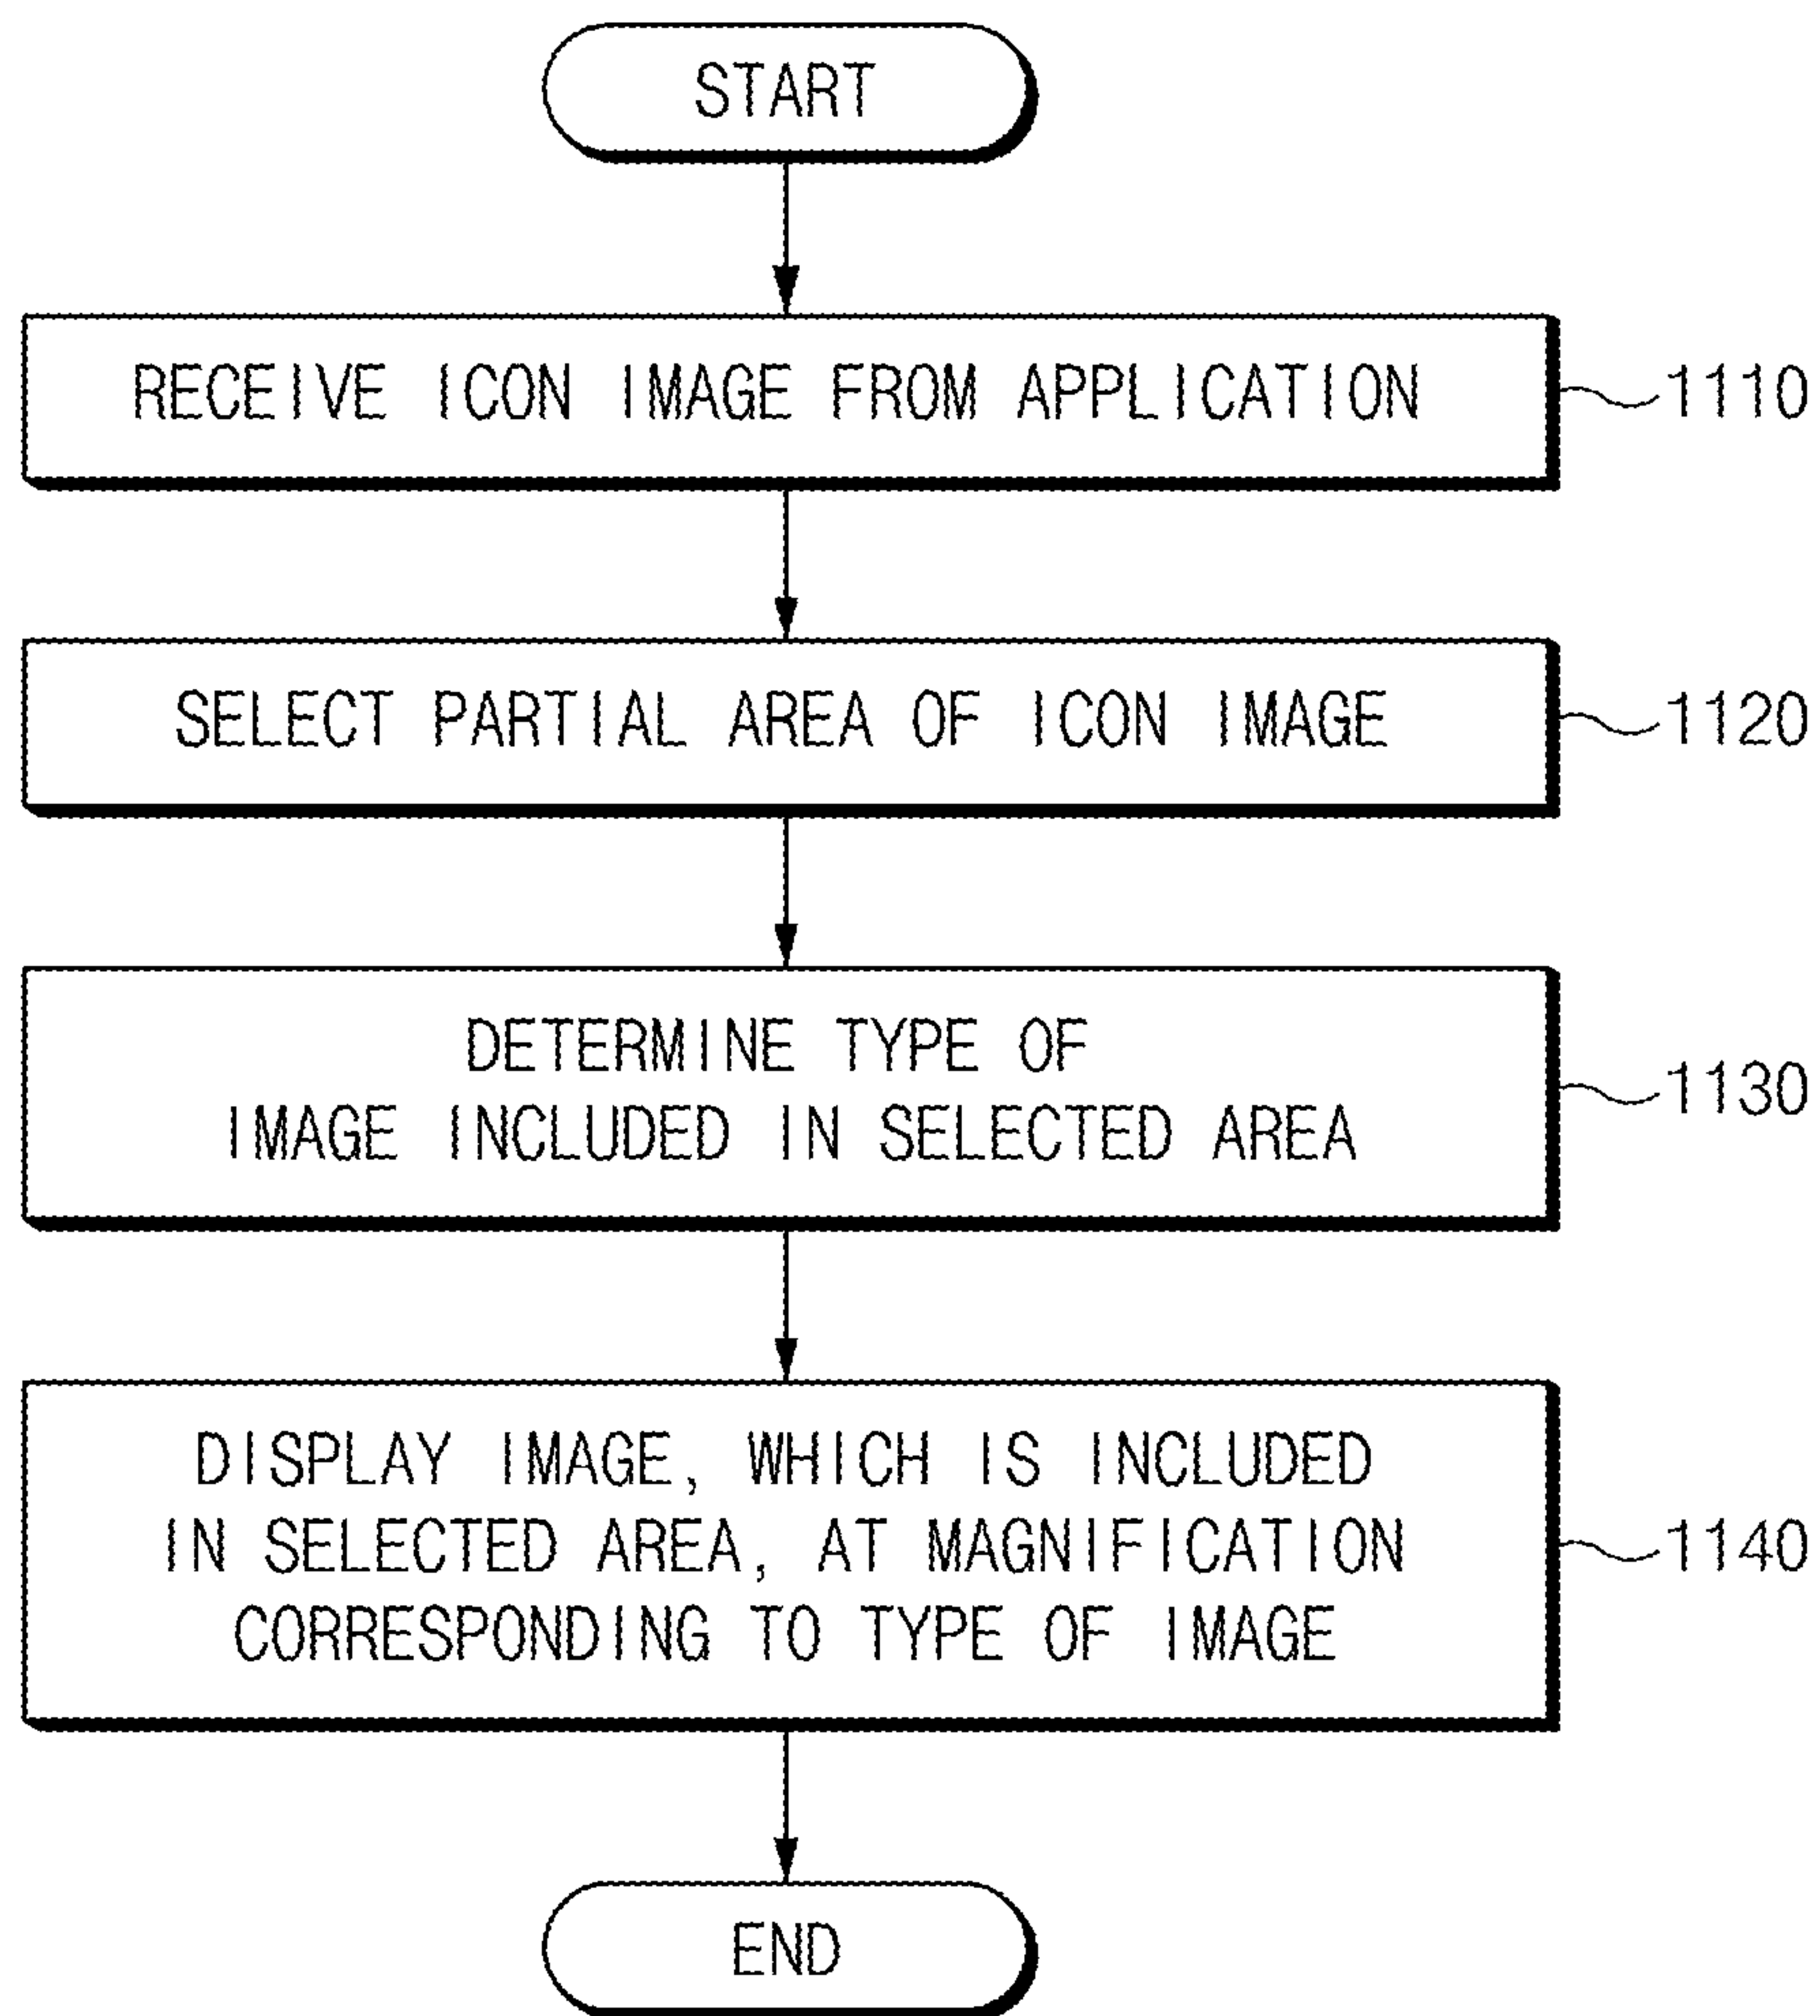 START
RECEIVE ICON IMAGE FROM APPLICATION
1110
SELECT PARTIAL AREA OF ICON IMAGE
1120
DETERMINE TYPE OF
IMAGE INCLUDED IN SELECTED AREA
1130
DISPLAY IMAGE, WHICH IS INCLUDED
IN SELECTED AREA, AT MAGNIFICATION
CORRESPONDING TO TYPE OF IMAGE
1140
END